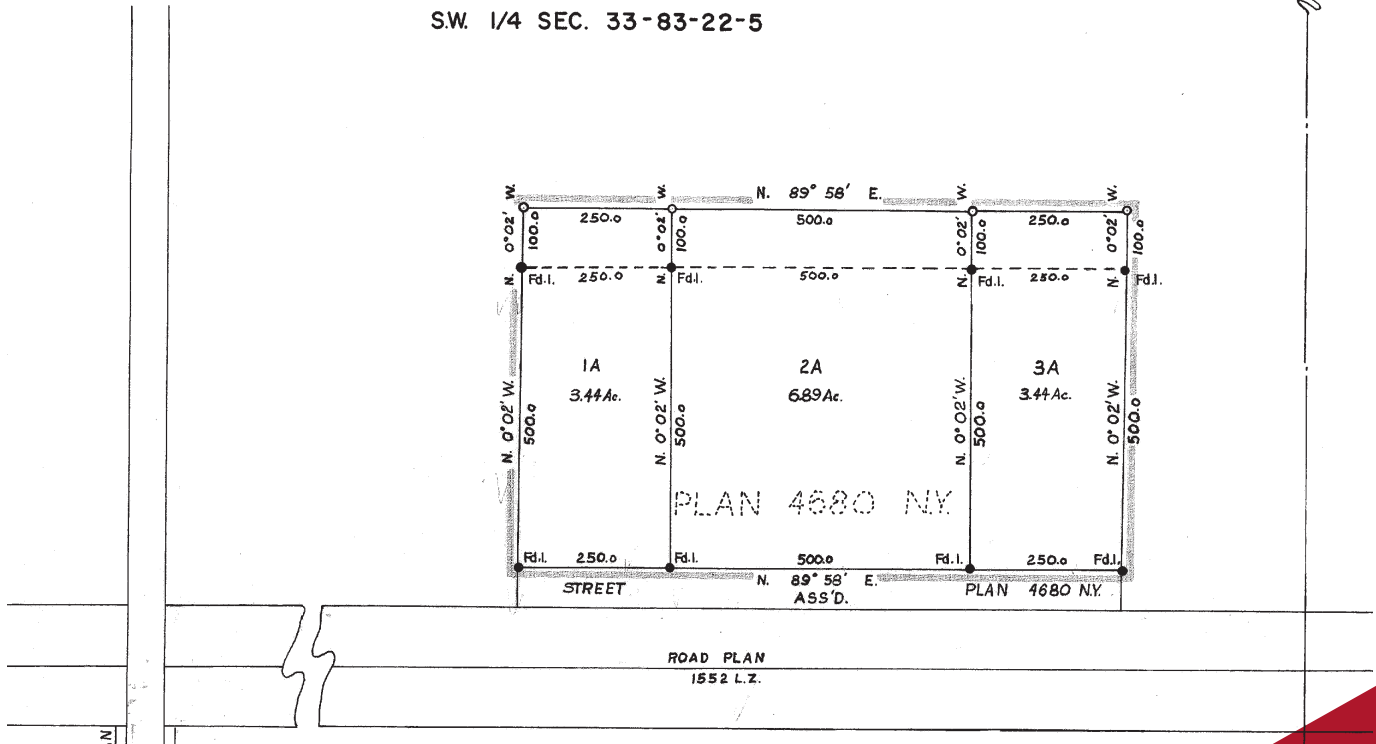 S.W. 1/4 SEC. 33-83-22-5
N. 89° 58' E.
N. 0° 02' W.
100.0
250.0
N. 0° 02' W.
100.0
500.0
N. 0° 02' W.
100.0
250.0
N. 0° 02' W.
100.0
Fd.I.
250.0
Fd.I.
500.0
Fd.I.
250.0
Fd.I.
1A
3.44 Ac.
2A
6.89 Ac.
3A
3.44 Ac.
N. 0° 02' W.
500.0
N. 0° 02' W.
500.0
N. 0° 02' W.
500.0
N. 0° 02' W.
500.0
PLAN 4680 N.Y.
Fd.I.
250.0
Fd.I.
500.0
Fd.I.
250.0
Fd.I.
STREET
N. 89° 58' E.
ASS'D.
PLAN 4680 N.Y.
ROAD PLAN
1552 L.Z.